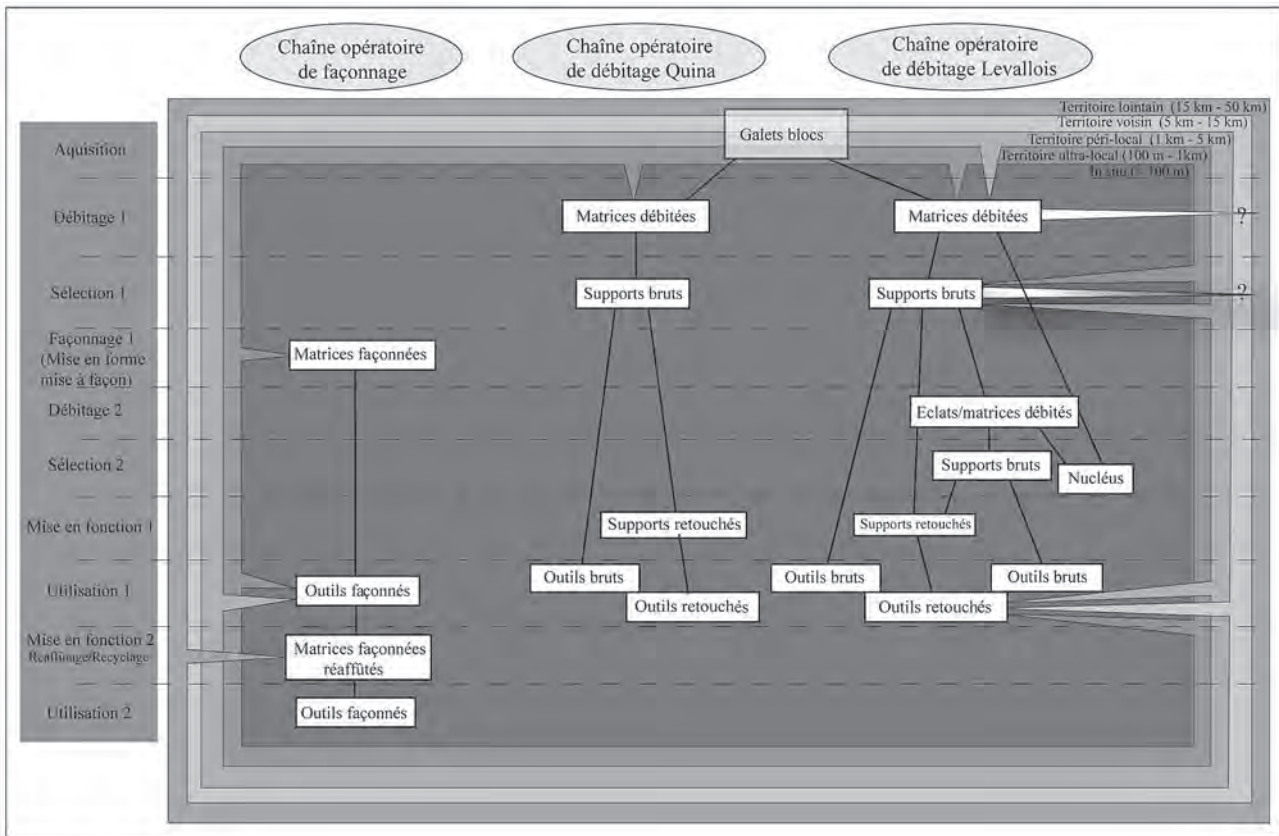 Chaîne opératoire
de façonnage
Chaîne opératoire
de débitage Quina
Chaîne opératoire
de débitage Levallois
Territoire lointain (15 km - 50 km)
Territoire voisin (5 km - 15 km)
Territoire péri-local (1 km - 5 km)
Territoire ultra-local (100 m - 1km)
In situ (> 100 m)
Aquisition
Galets blocs
Débitage 1
Matrices débitées
Matrices débitées
?
Sélection 1
Supports bruts
Supports bruts
?
Façonnage 1
(Mise en forme
mise à façon)
Matrices façonnées
Débitage 2
Eclats/matrices débités
Sélection 2
Supports bruts
Nucléus
Mise en fonction 1
Supports retouchés
Supports retouchés
Utilisation 1
Outils façonnés
Outils bruts
Outils retouchés
Outils bruts
Outils bruts
Outils retouchés
Mise en fonction 2
Réaffûtage/Recyclage
Matrices façonnées
réaffûtés
Utilisation 2
Outils façonnés